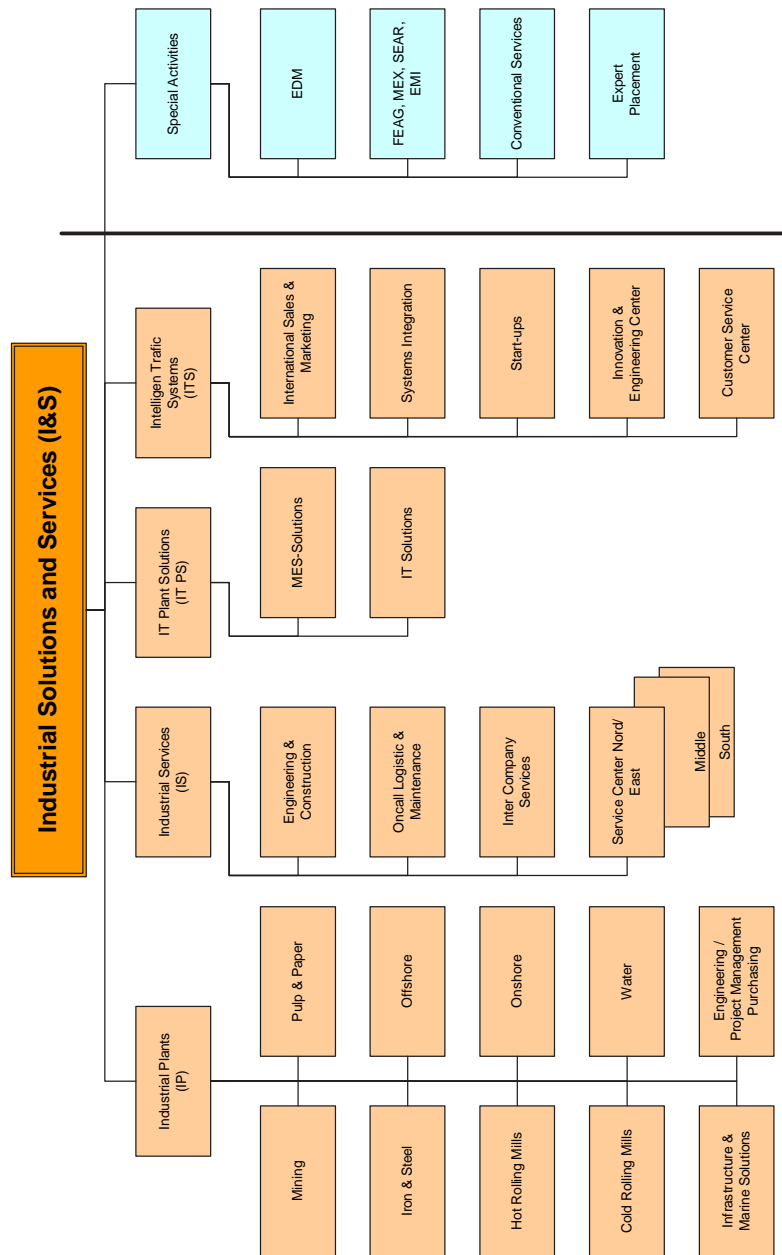 Industrial Solutions and Services (I&S)
Industrial Plants
(IP)
Mining
Pulp & Paper
Iron & Steel
Offshore
Hot Rolling Mills
Onshore
Cold Rolling Mills
Water
Infrastructure &
Marine Solutions
Engineering /
Project Management
Purchasing
Industrial Services
(IS)
Engineering &
Construction
Oncall Logistic &
Maintenance
Inter Company
Services
Service Center Nord/
East
Middle
South
IT Plant Solutions
(IT PS)
MES-Solutions
IT Solutions
Intelligen Trafic
Systems
(ITS)
International Sales &
Marketing
Systems Integration
Start-ups
Innovation &
Engineering Center
Customer Service
Center
Special Activities
EDM
FEAG, MEX, SEAR,
EMI
Conventional Services
Expert
Placement